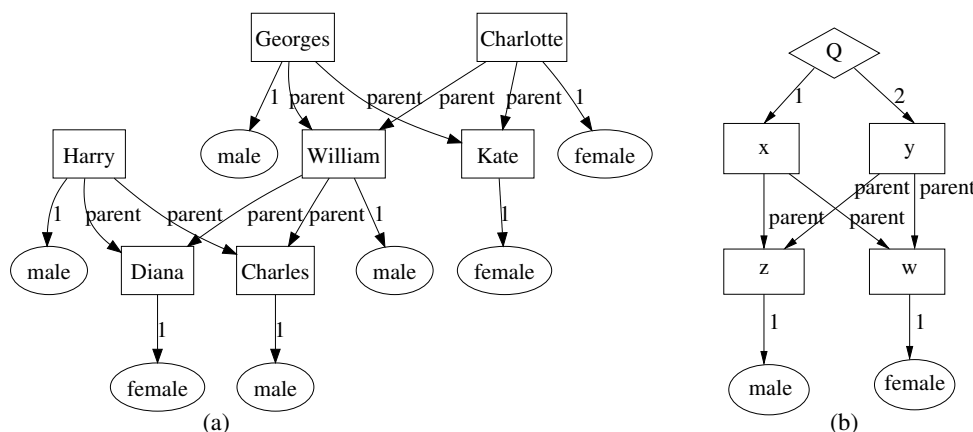 Georges Charlotte
1 parent parent parent parent 1
Harry male William Kate female
1 parent parent parent parent 1 1
male Diana Charles male female
1 1
female male
(a)
Q
1 2
x y
parent parent parent
z w
1 1
male female
(b)